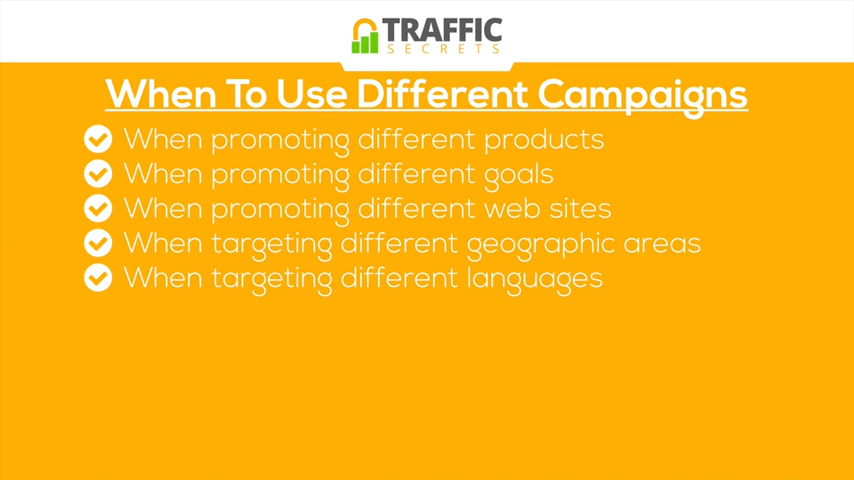 TRAFFIC
SECRETS
When To Use Different Campaigns
When promoting different products
When promoting different goals
When promoting different web sites
When targeting different geographic areas
When targeting different languages